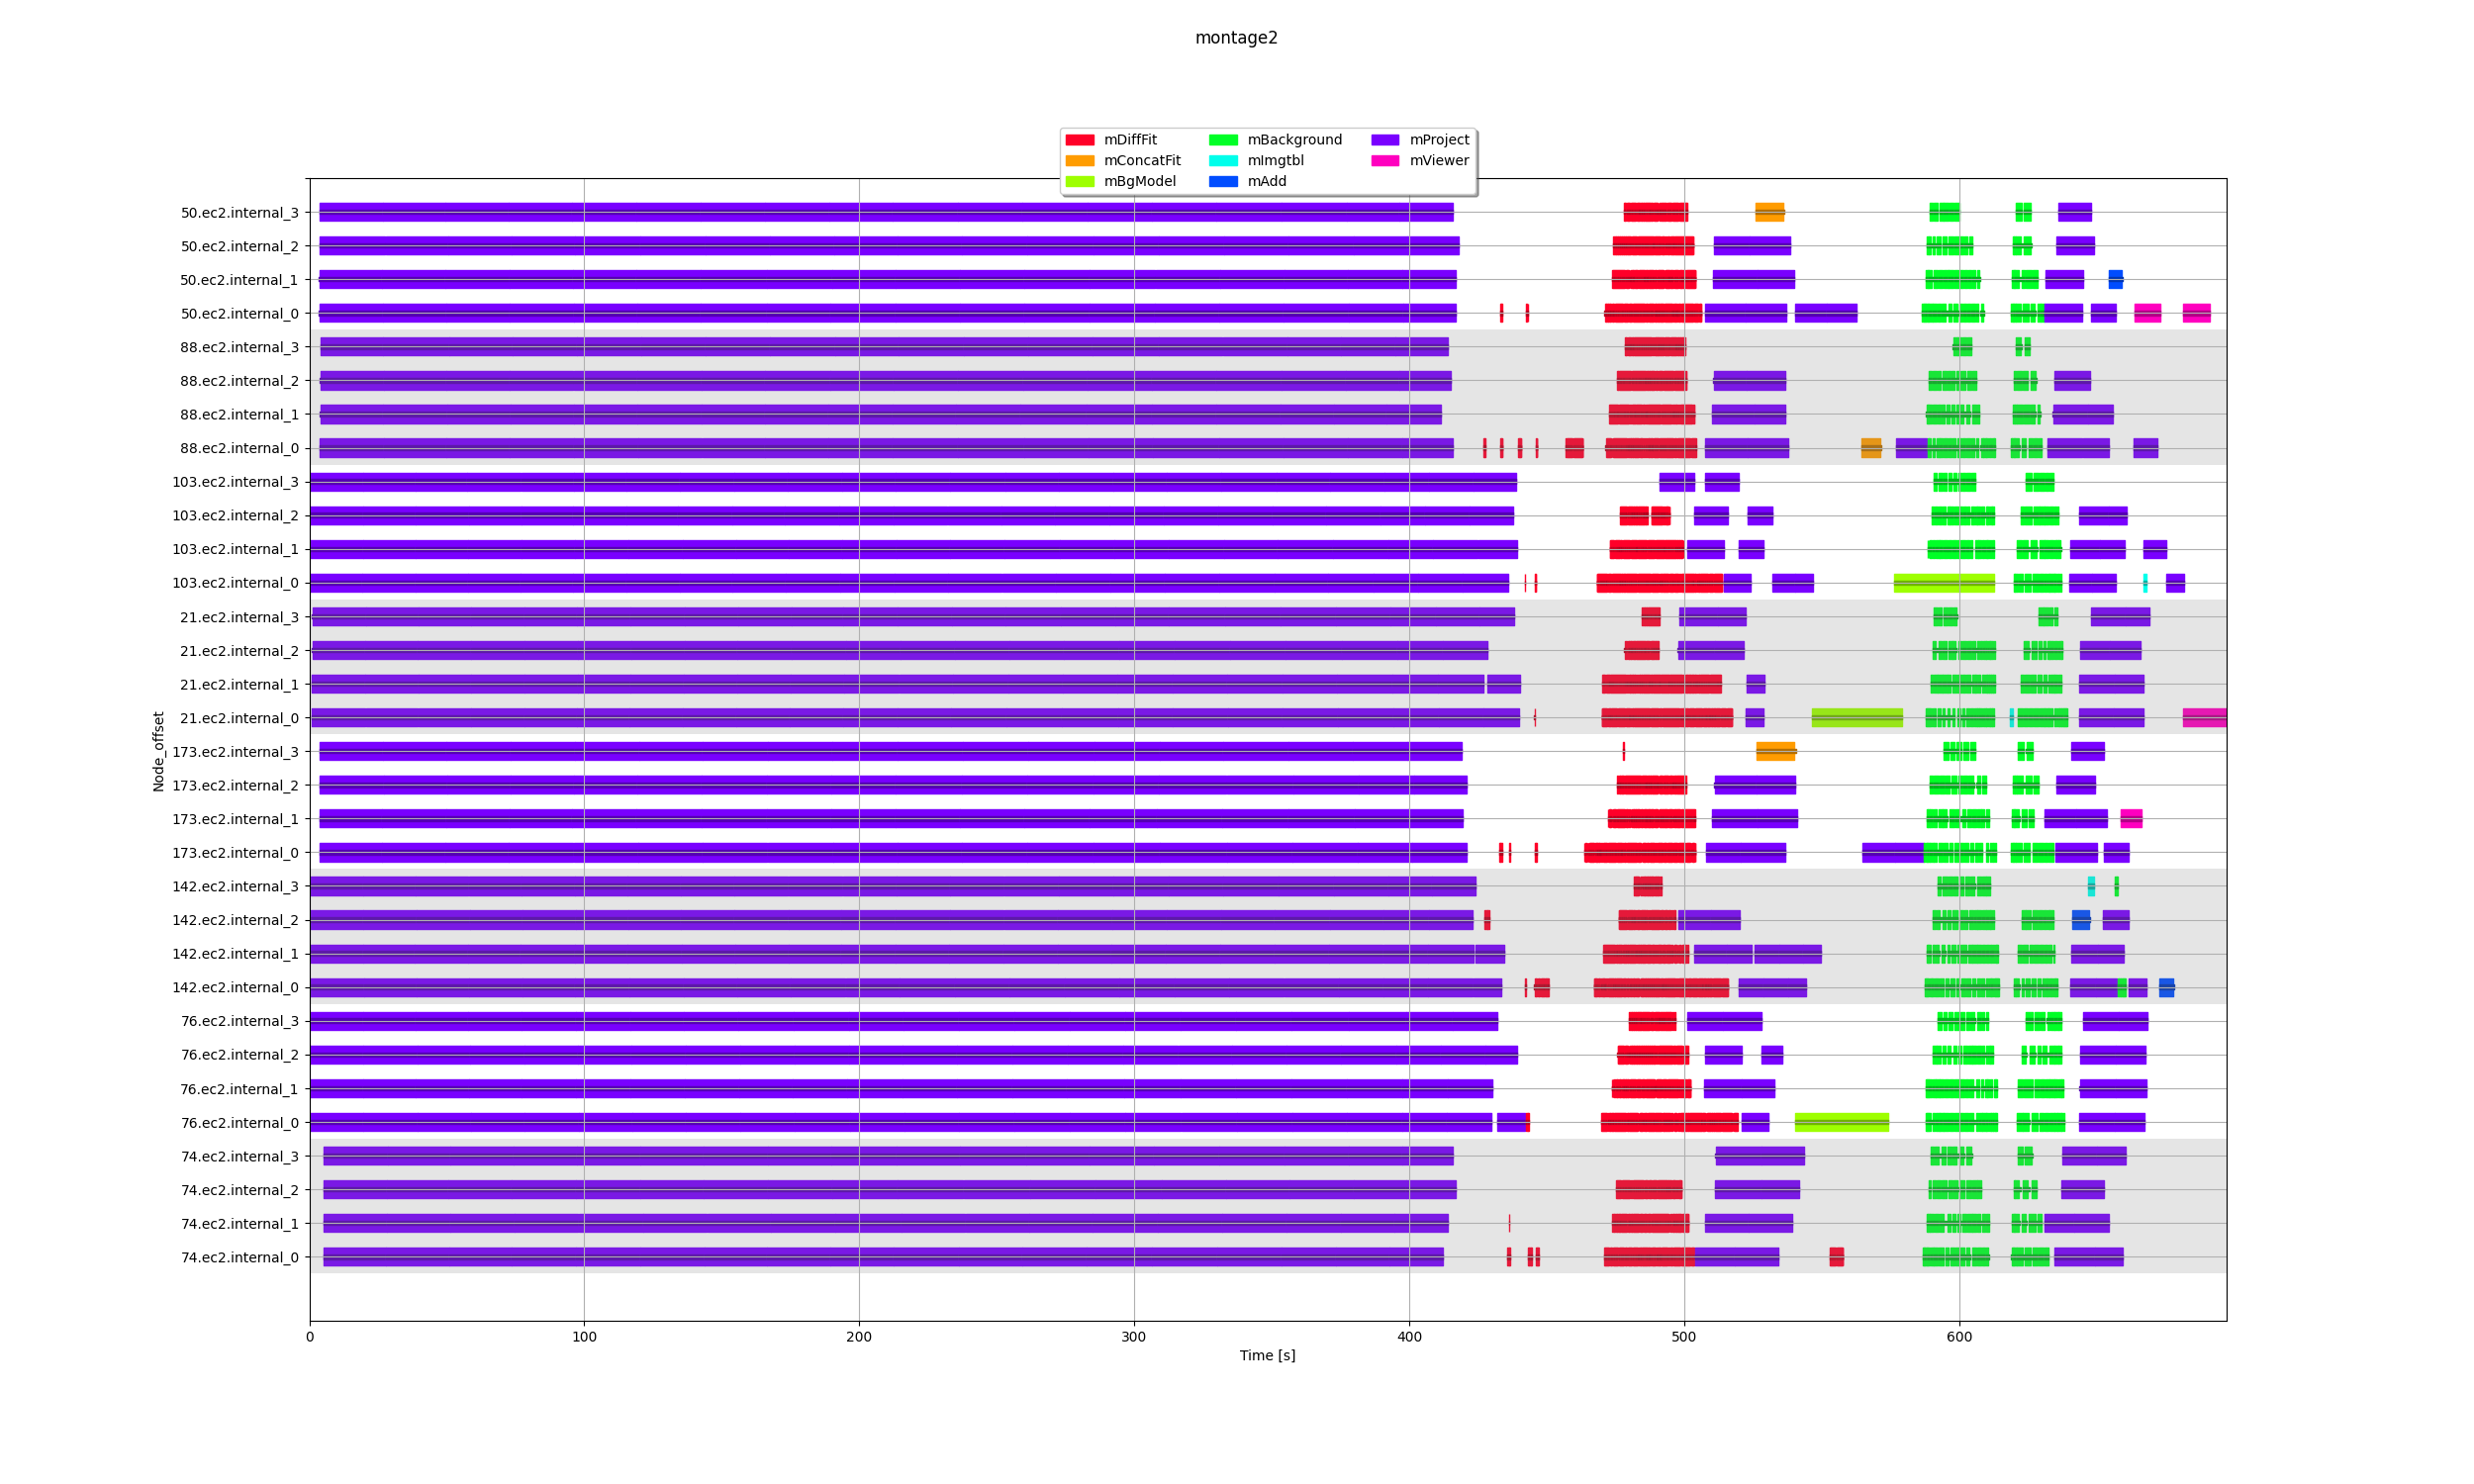 montage2
mDiffFit
mConcatFit
mBgModel
mBackground
mImgtbl
mAdd
mProject
mViewer
50.ec2.internal_3
50.ec2.internal_2
50.ec2.internal_1
50.ec2.internal_0
88.ec2.internal_3
88.ec2.internal_2
88.ec2.internal_1
88.ec2.internal_0
103.ec2.internal_3
103.ec2.internal_2
103.ec2.internal_1
103.ec2.internal_0
21.ec2.internal_3
21.ec2.internal_2
21.ec2.internal_1
21.ec2.internal_0
173.ec2.internal_3
173.ec2.internal_2
173.ec2.internal_1
173.ec2.internal_0
142.ec2.internal_3
142.ec2.internal_2
142.ec2.internal_1
142.ec2.internal_0
76.ec2.internal_3
76.ec2.internal_2
76.ec2.internal_1
76.ec2.internal_0
74.ec2.internal_3
74.ec2.internal_2
74.ec2.internal_1
74.ec2.internal_0
Node_offset
0 100 200 300 400 500 600
Time [s]